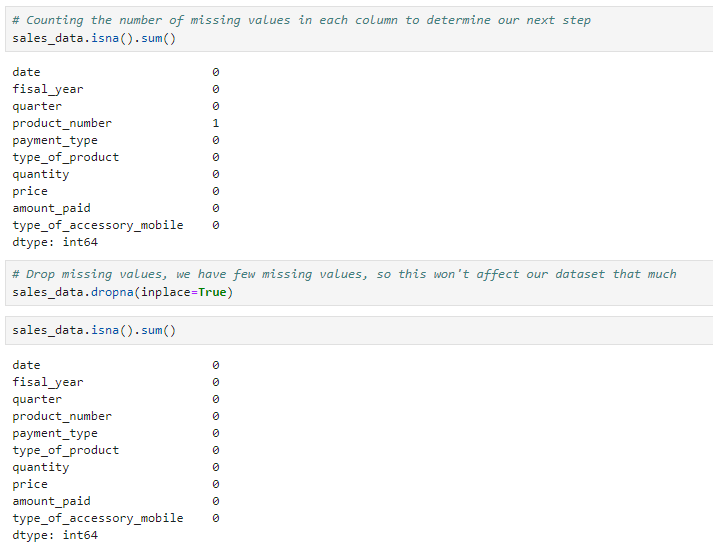 # Counting the number of missing values in each column to determine our next step
sales_data.isna().sum()
date 0
fisal_year 0
quarter 0
product_number 1
payment_type 0
type_of_product 0
quantity 0
price 0
amount_paid 0
type_of_accessory_mobile 0
dtype: int64
# Drop missing values, we have few missing values, so this won't affect our dataset that much
sales_data.dropna(inplace=True)
sales_data.isna().sum()
date 0
fisal_year 0
quarter 0
product_number 0
payment_type 0
type_of_product 0
quantity 0
price 0
amount_paid 0
type_of_accessory_mobile 0
dtype: int64